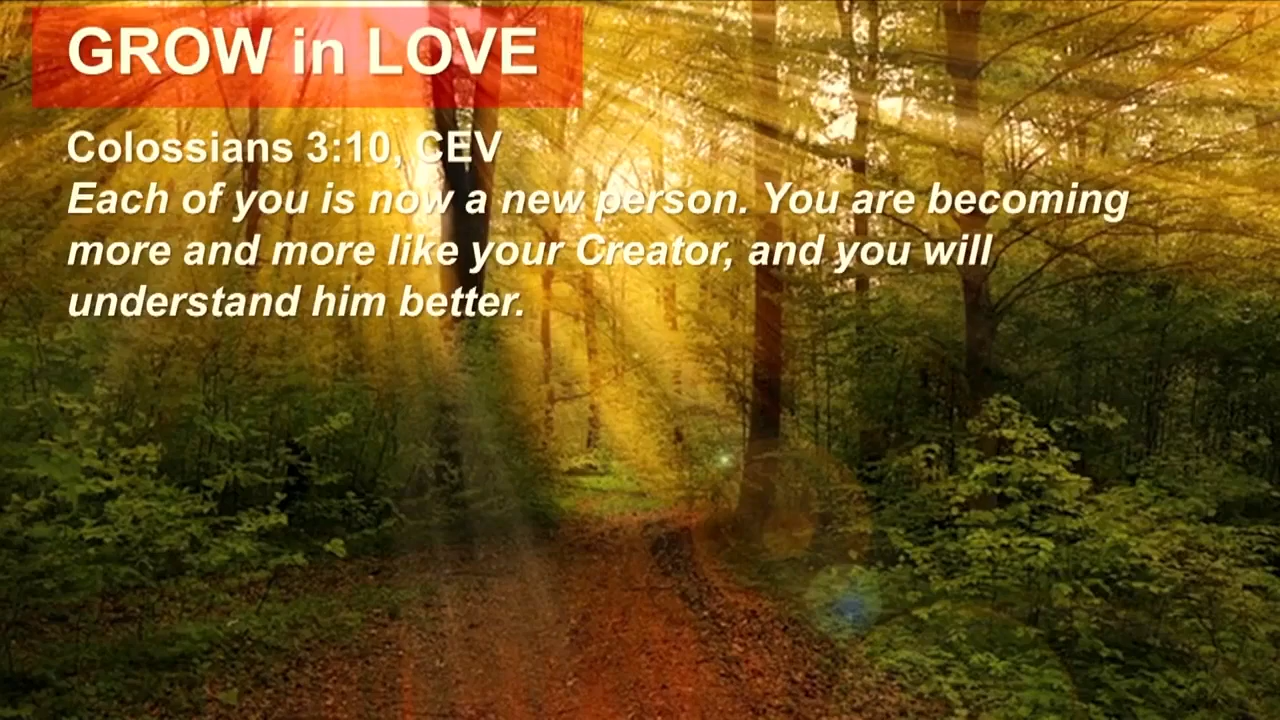 GROW in LOVE
Colossians 3:10, CEV
Each of you is now a new person. You are becoming
more and more like your Creator, and you will
understand him better.